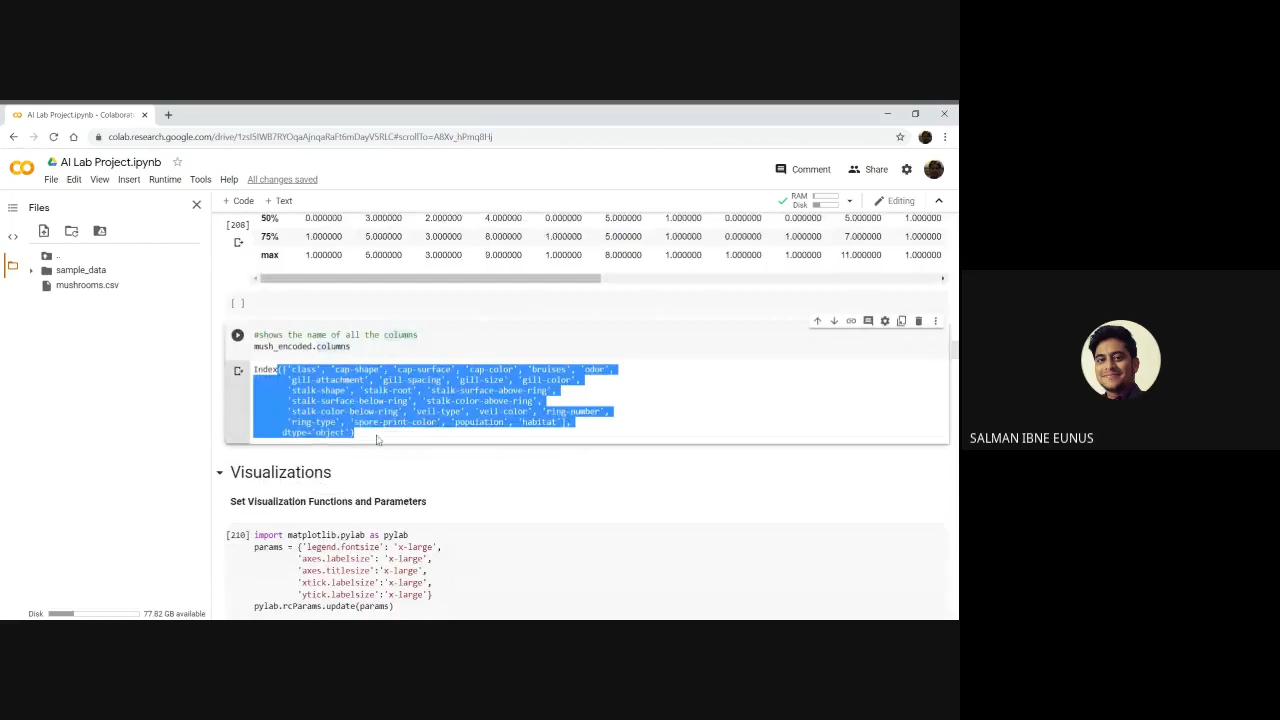 AI Lab Project.ipynb - Colaborat
colab.research.google.com/drive/1zsI5IWB7RYOqaAjnqaRaFt6mDayVSRLC#scrollTo=A8Xv_hPmq8Hj
AI Lab Project.ipynb
Comment
Share
File Edit View Insert Runtime Tools Help All changes saved
Files
+ Code + Text
RAM
Disk
Editing
..
sample_data
mushrooms.csv
[208]
50% 0.000000 3.000000 2.000000 4.000000 0.000000 5.000000 1.000000 0.000000 0.000000 5.000000 1.000000
75% 1.000000 5.000000 3.000000 8.000000 1.000000 5.000000 1.000000 0.000000 1.000000 7.000000 1.000000
max 1.000000 5.000000 3.000000 9.000000 1.000000 8.000000 1.000000 1.000000 1.000000 11.000000 1.000000
[ ]
#shows the name of all the columns
mush_encoded.columns
Index(['class', 'cap-shape', 'cap-surface', 'cap-color', 'bruises', 'odor',
'gill-attachment', 'gill-spacing', 'gill-size', 'gill-color',
'stalk-shape', 'stalk-root', 'stalk-surface-above-ring',
'stalk-surface-below-ring', 'stalk-color-above-ring',
'stalk-color-below-ring', 'veil-type', 'veil-color', 'ring-number',
'ring-type', 'spore-print-color', 'population', 'habitat'],
dtype='object')
Visualizations
Set Visualization Functions and Parameters
[210] import matplotlib.pylab as pylab
params = {'legend.fontsize': 'x-large',
'axes.labelsize': 'x-large',
'axes.titlesize':'x-large',
'xtick.labelsize':'x-large',
'ytick.labelsize':'x-large'}
pylab.rcParams.update(params)
Disk 77.82 GB available
SALMAN IBNE EUNUS